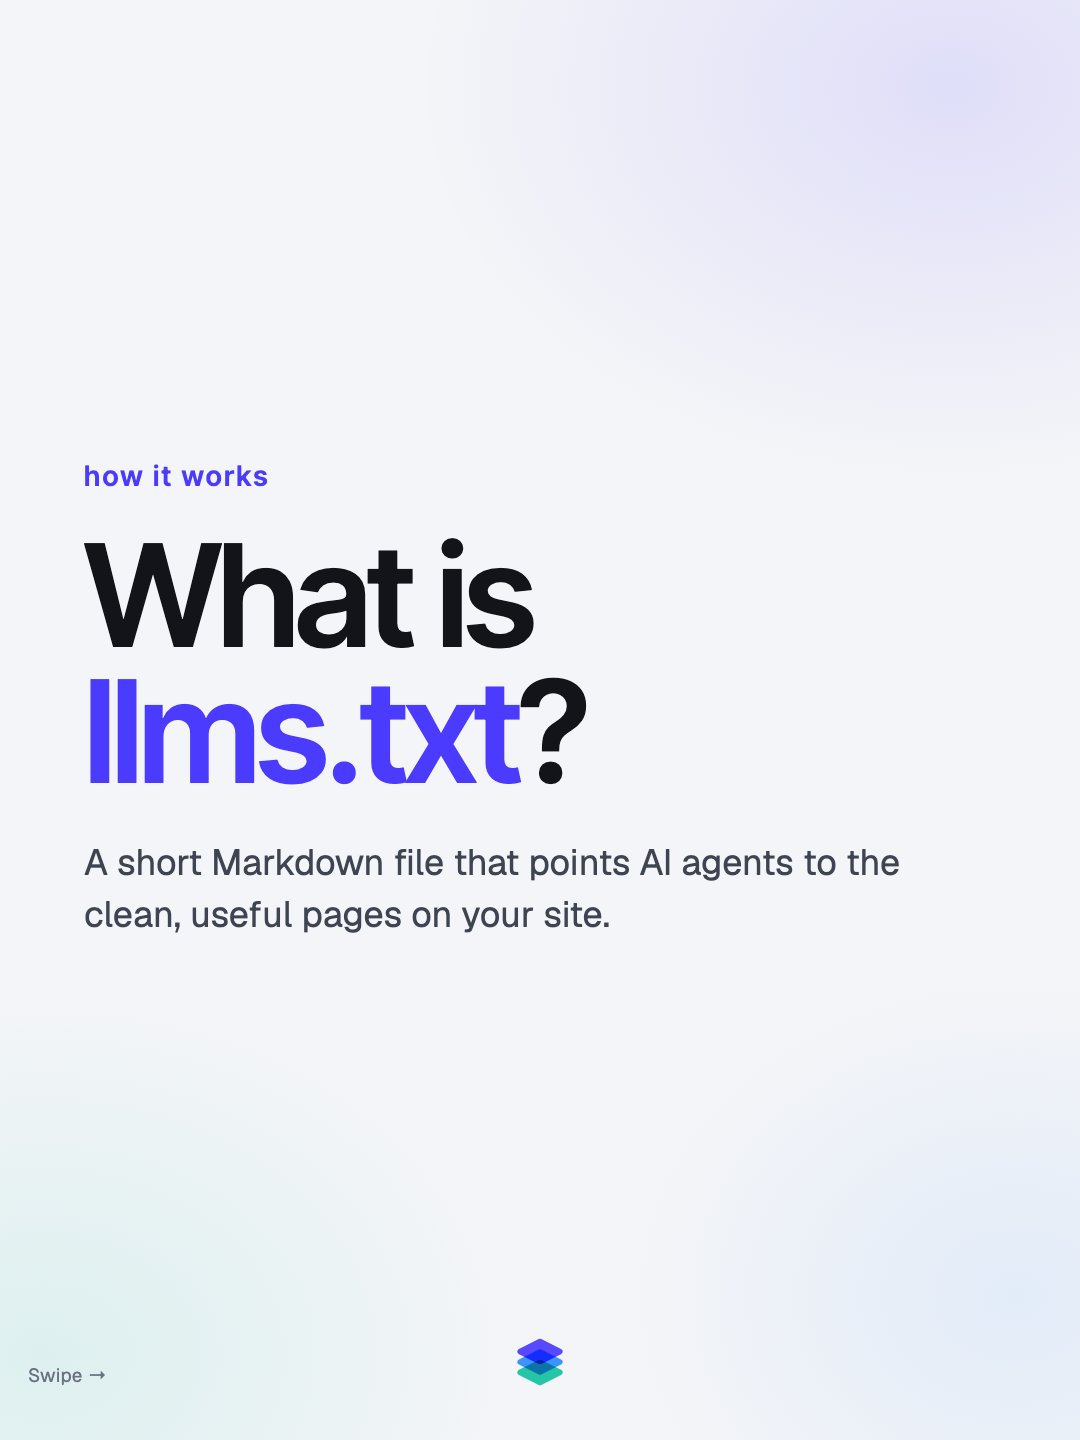 how it works
What is
llms.txt?
A short Markdown file that points AI agents to the
clean, useful pages on your site.
Swipe →